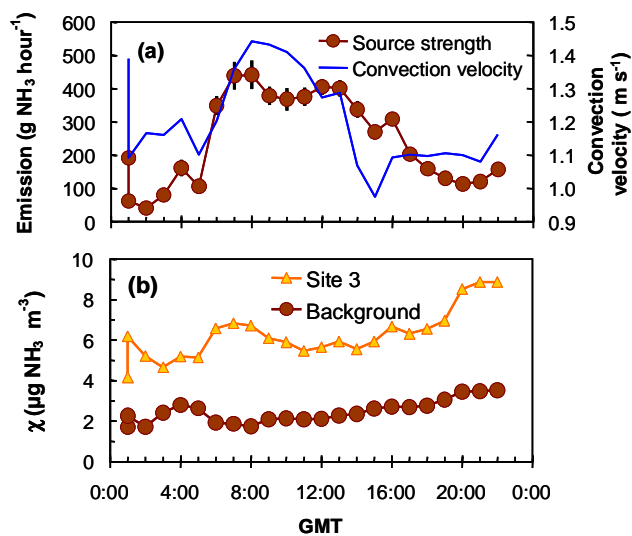 (a)
Source strength
Convection velocity
Emission (g NH3 hour-1)
600
500
400
300
200
100
0
1.5
1.4
1.3
1.2
1.1
1.0
0.9
Convection
velocity ( m s-1)
(b)
Site 3
Background
χ (µg NH3 m-3)
10
8
6
4
2
0
0:00 4:00 8:00 12:00 16:00 20:00 0:00
GMT